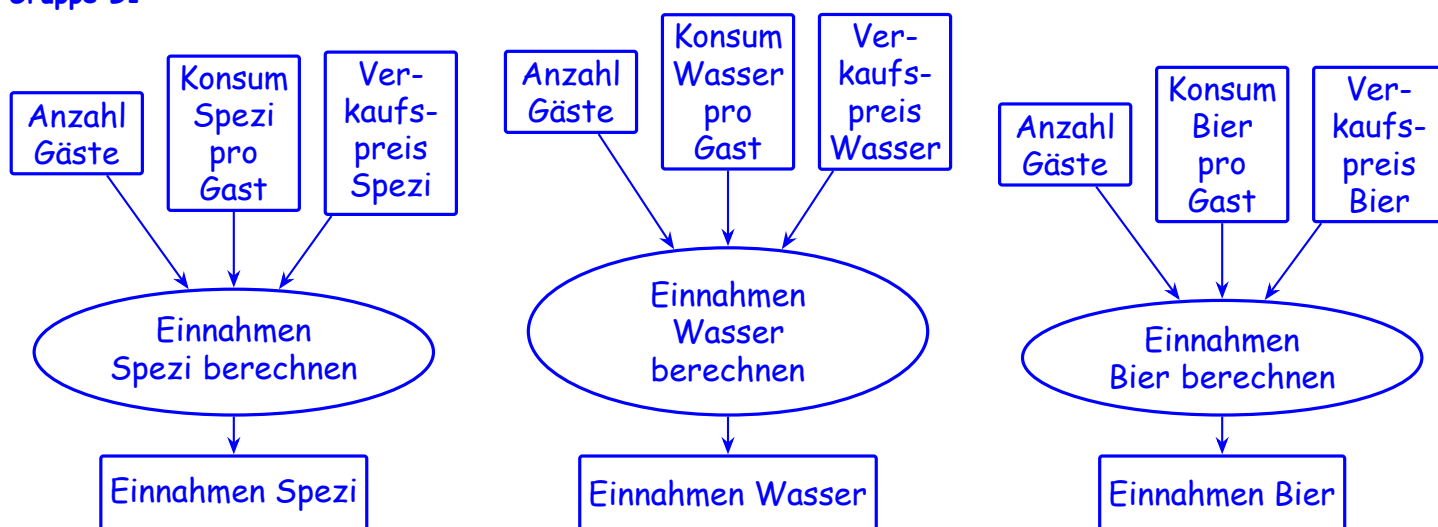 Anzahl
Gäste
Konsum
Spezi
pro
Gast
Ver-
kaufs-
preis
Spezi
Einnahmen
Spezi berechnen
Einnahmen Spezi
Anzahl
Gäste
Konsum
Wasser
pro
Gast
Ver-
kaufs-
preis
Wasser
Einnahmen
Wasser
berechnen
Einnahmen Wasser
Anzahl
Gäste
Konsum
Bier
pro
Gast
Ver-
kaufs-
preis
Bier
Einnahmen
Bier berechnen
Einnahmen Bier